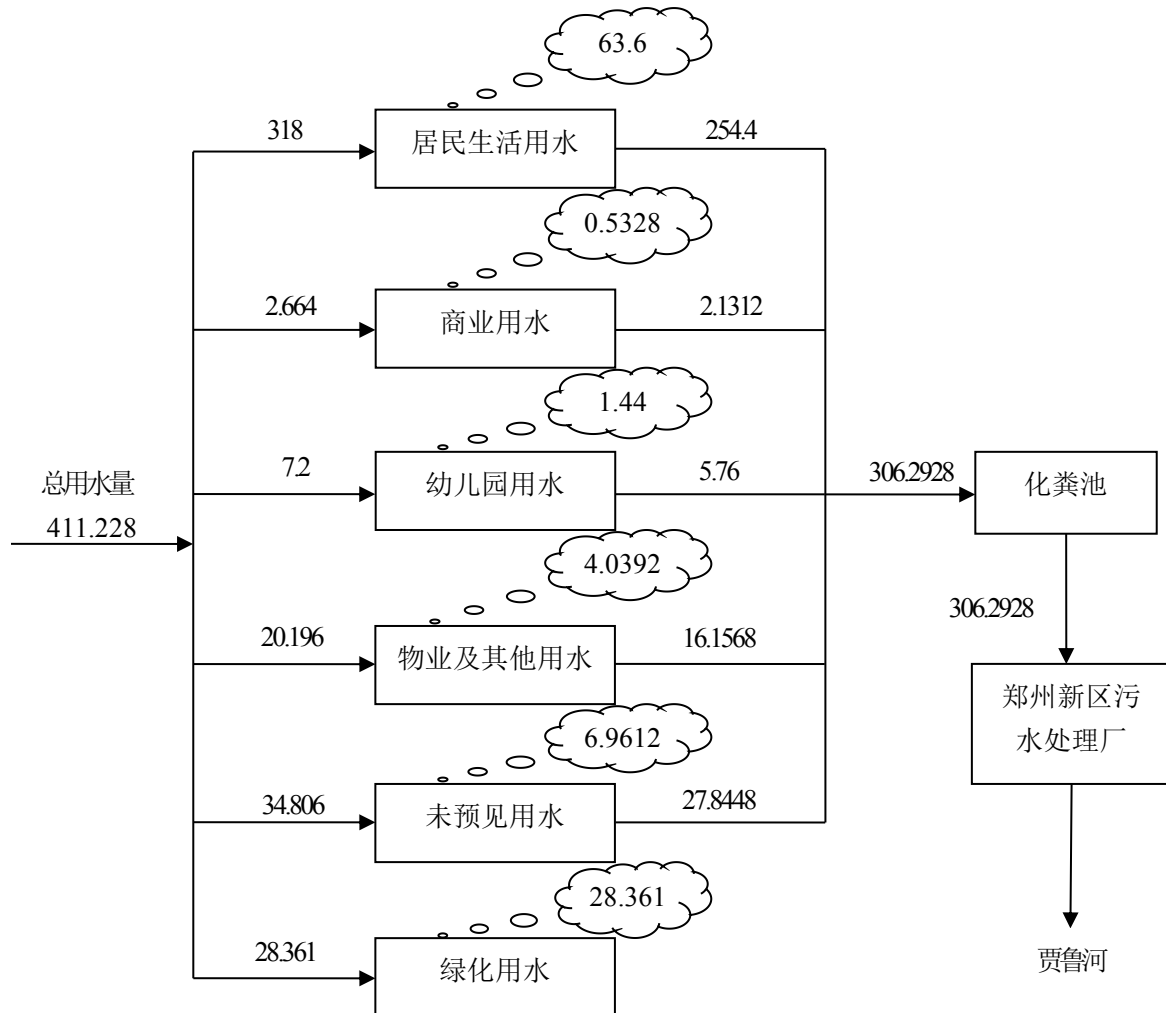 63.6
318
居民生活用水
254.4
0.5328
2.664
商业用水
2.1312
1.44
总用水量
411.228
7.2
幼儿园用水
5.76
306.2928
化粪池
4.0392
306.2928
20.196
物业及其他用水
16.1568
郑州新区污
水处理厂
6.9612
34.806
未预见用水
27.8448
28.361
28.361
绿化用水
贾鲁河